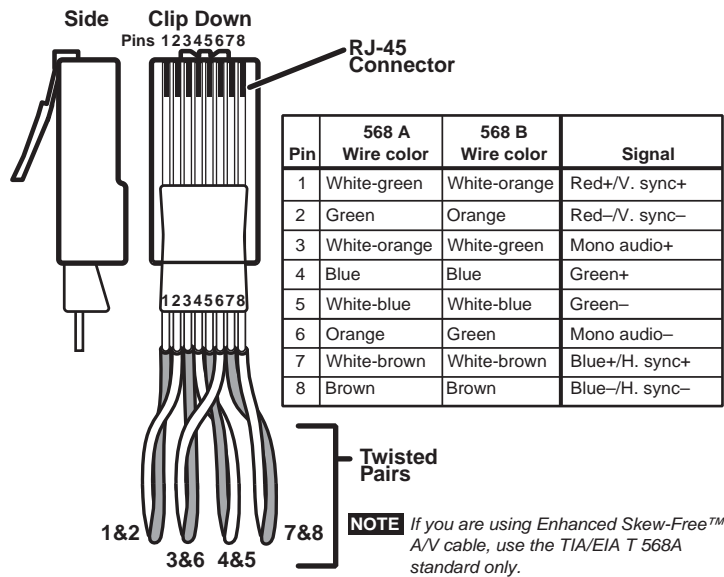 Side Clip Down
Pins 12345678
RJ-45
Connector
Pin 568 A Wire color 568 B Wire color Signal
1 White-green White-orange Red+/V. sync+
2 Green Orange Red–/V. sync–
3 White-orange White-green Mono audio+
4 Blue Blue Green+
5 White-blue White-blue Green–
6 Orange Green Mono audio–
7 White-brown White-brown Blue+/H. sync+
8 Brown Brown Blue–/H. sync–
12345678
Twisted
Pairs
1&2 3&6 4&5 7&8
NOTE If you are using Enhanced Skew-Free™
A/V cable, use the TIA/EIA T 568A
standard only.